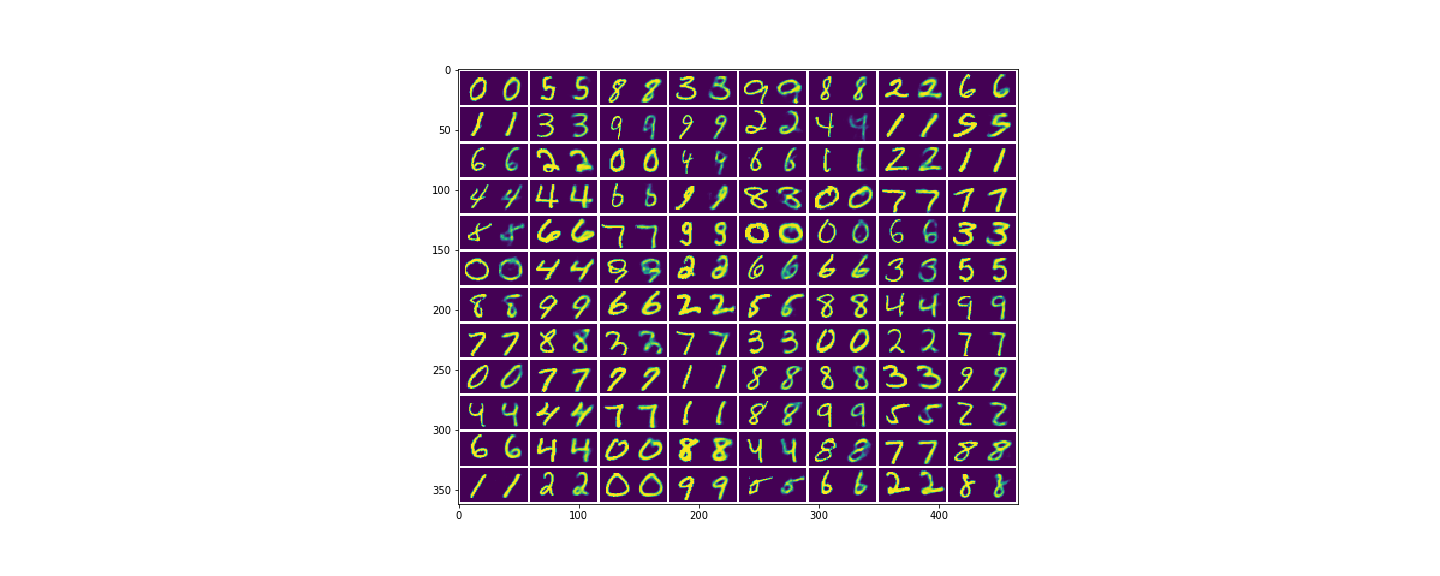 0
0 0 5 5 8 8 3 3 9 9 8 8 2 2 6 6
50
1 1 3 3 9 9 9 9 2 2 4 4 1 1 5 5
6 6 2 2 0 0 4 4 6 6 1 1 2 2 1 1
100
4 4 4 4 6 6 9 9 8 8 0 0 7 7 7 7
8 8 6 6 7 7 9 9 0 0 0 0 6 6 3 3
150
0 0 4 4 9 9 2 2 6 6 6 6 3 3 5 5
200
8 8 9 9 6 6 2 2 5 5 8 8 4 4 9 9
7 7 8 8 3 3 7 7 3 3 0 0 2 2 7 7
250
0 0 7 7 7 7 1 1 8 8 8 8 3 3 9 9
4 4 4 4 7 7 1 1 8 8 9 9 5 5 2 2
300
6 6 4 4 0 0 8 8 4 4 8 8 7 7 8 8
350
1 1 2 2 0 0 9 9 5 5 6 6 2 2 8 8
0 100 200 300 400